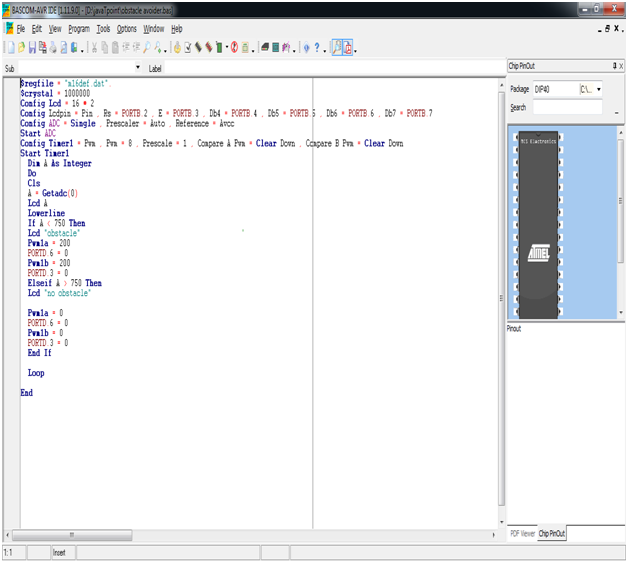 BASCOM-AVR IDE [1.11.9.0] - [D:\javaTpoint\obstacle avoider.bas]
File Edit View Program Tools Options Window Help
Sub Label
$regfile = "m16def.dat".
$crystal = 1000000
Config Lcd = 16 * 2
Config Lcdpin = Pin , Rs = PORTB.2 , E = PORTB.3 , Db4 = PORTB.4 , Db5 = PORTB.5 , Db6 = PORTB.6 , Db7 = PORTB.7
Config ADC = Single , Prescaler = Auto , Reference = Avcc
Start ADC
Config Timer1 = Pwm , Pwm = 8 , Prescale = 1 , Compare A Pwm = Clear Down , Compare B Pwm = Clear Down
Start Timer1
Dim A As Integer
Do
Cls
A = Getadc(0)
Lcd A
Lowerline
If A < 750 Then
Lcd "obstacle"
Pwm1a = 200
PORTD.6 = 0
Pwm1b = 200
PORTD.3 = 0
Elseif A > 750 Then
Lcd "no obstacle"
Pwm1a = 0
PORTD.6 = 0
Pwm1b = 0
PORTD.3 = 0
End If
Loop
End
Chip PinOut
Package DIP40 C:\...
Search
MCS Electronics
ATMEL
Pinout
PDF Viewer Chip PinOut
1: 1 Insert